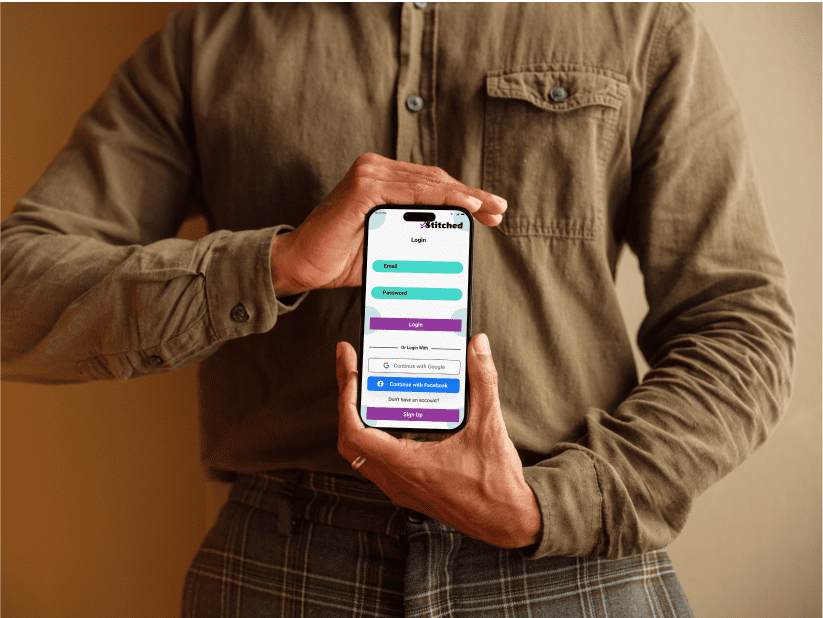 Stitched
Login
Email
Password
Login
Or Login With
Continue with Google
Continue with Facebook
Don't have an account?
Sign Up